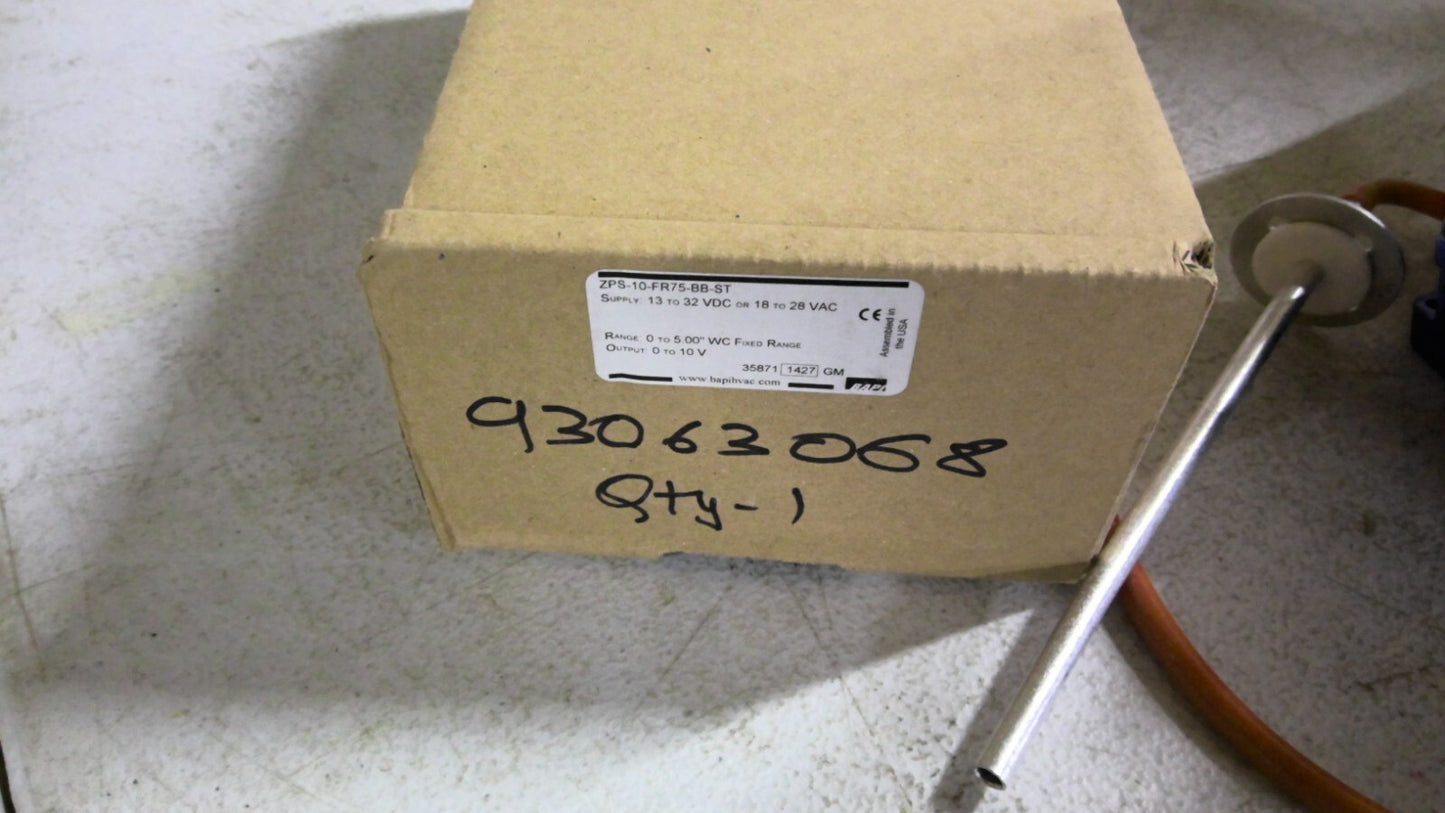 ZPS-10-FR75-BB-ST
SUPPLY: 13 TO 32 VDC OR 18 TO 28 VAC
CE
Assembled in
the USA
RANGE: 0 TO 5.00" WC FIXED RANGE
OUTPUT: 0 TO 10 V
35871 1427 GM
www.bapihvac.com
BAPI
93063068
Qty-1